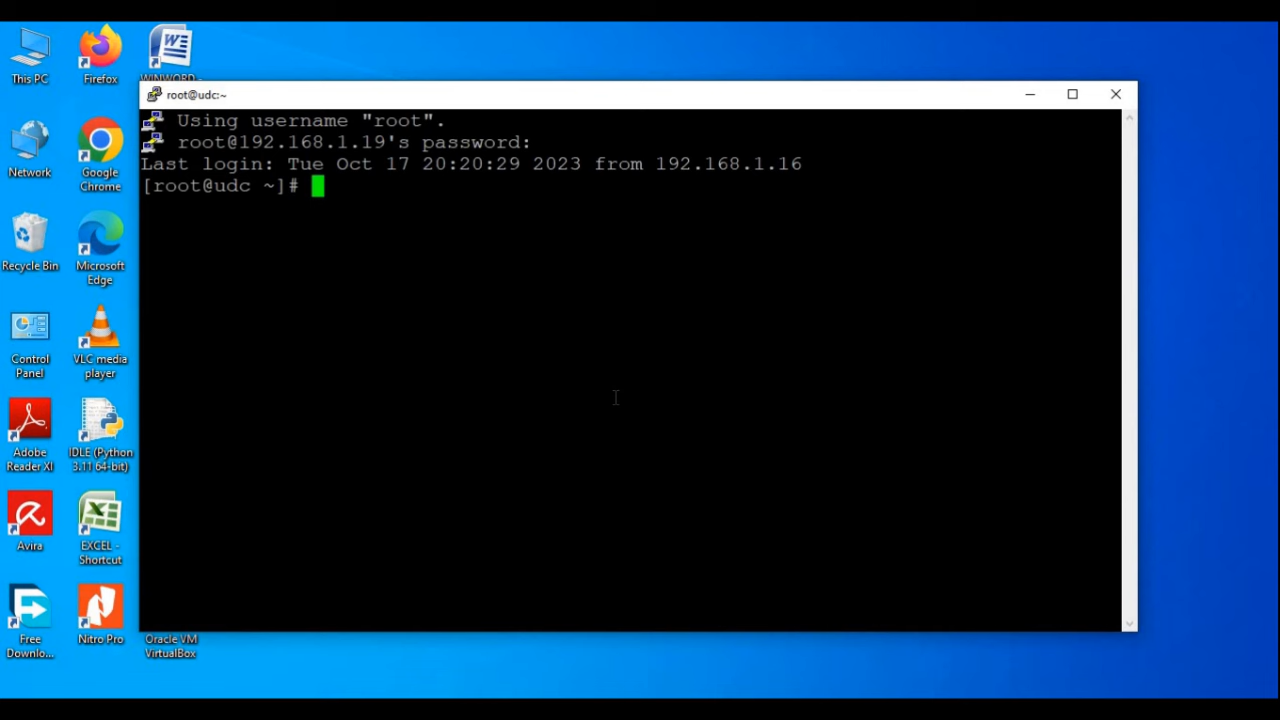 This PC
Firefox
WINWORD -
root@udc:~
Using username "root".
root@192.168.1.19's password:
Last login: Tue Oct 17 20:20:29 2023 from 192.168.1.16
[root@udc ~]#
Network
Google
Chrome
Recycle Bin
Microsoft
Edge
Control
Panel
VLC media
player
Adobe
Reader XI
IDLE (Python
3.11 64-bit)
Avira
EXCEL -
Shortcut
Free
Downlo...
Nitro Pro
Oracle VM
VirtualBox